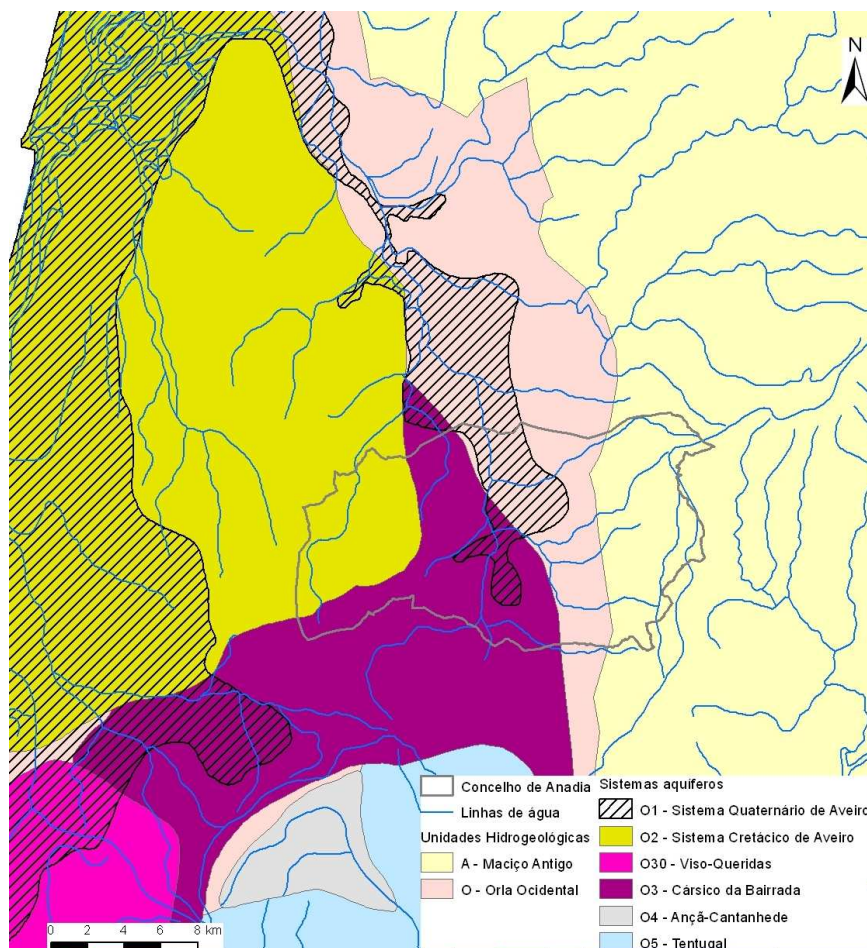 N
Concelho de Anadia
Linhas de água
Unidades Hidrogeológicas
A - Maciço Antigo
O - Orla Ocidental
Sistemas aquíferos
O1 - Sistema Quaternário de Aveiro
O2 - Sistema Cretácico de Aveiro
O30 - Viso-Queridas
O3 - Cársico da Bairrada
O4 - Ançã-Cantanhede
O5 - Tentugal
0 2 4 6 8 km